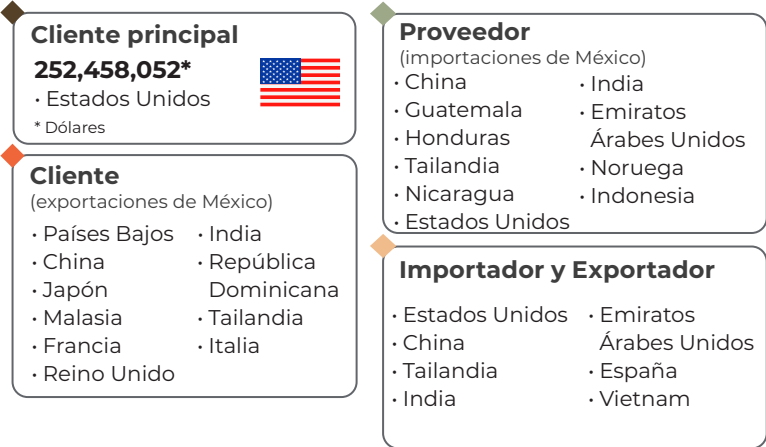 Cliente principal
252,458,052*
· Estados Unidos
* Dólares
Cliente
(exportaciones de México)
· Países Bajos
· China
· Japón
· Malasia
· Francia
· Reino Unido
· India
· República
Dominicana
· Tailandia
· Italia
Proveedor
(importaciones de México)
· China
· Guatemala
· Honduras
· Tailandia
· Nicaragua
· Estados Unidos
· India
· Emiratos
Árabes Unidos
· Noruega
· Indonesia
Importador y Exportador
· Estados Unidos
· China
· Tailandia
· India
· Emiratos
Árabes Unidos
· España
· Vietnam